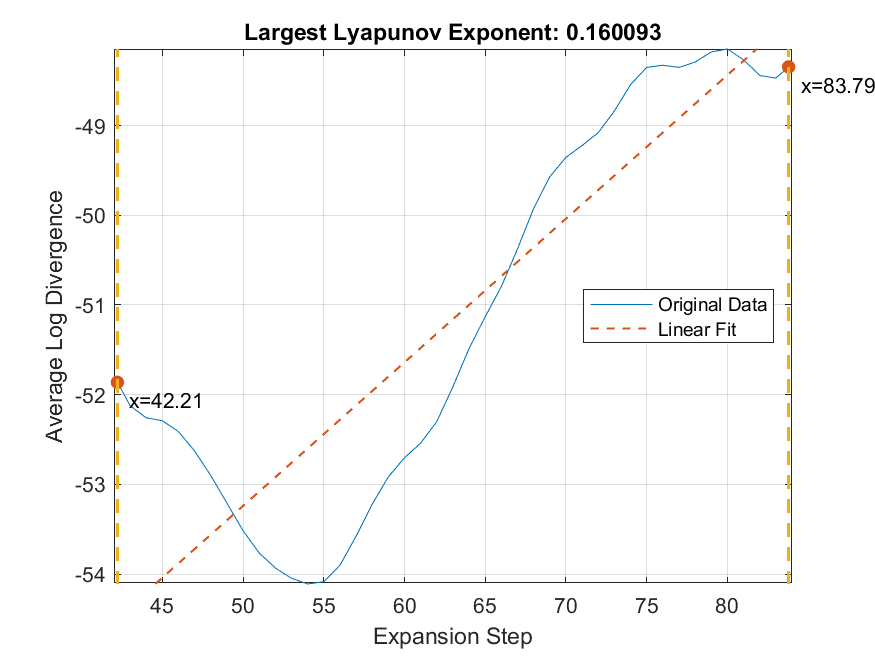 Largest Lyapunov Exponent: 0.160093
x=83.79
-49
-50
-51
-52
-53
-54
Average Log Divergence
x=42.21
Original Data
Linear Fit
45 50 55 60 65 70 75 80
Expansion Step